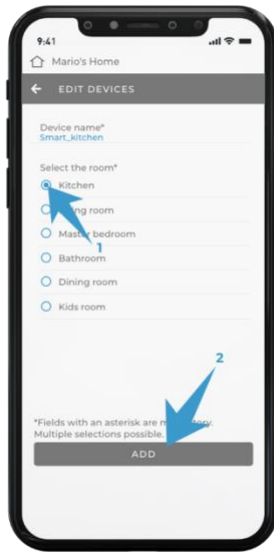 9:41
Mario's Home
EDIT DEVICES
Device name*
Smart_kitchen
Select the room*
Kitchen
room
1
Master bedroom
Bathroom
Dining room
Kids room
2
*Fields with an asterisk are
Multiple selections possible.
ADD